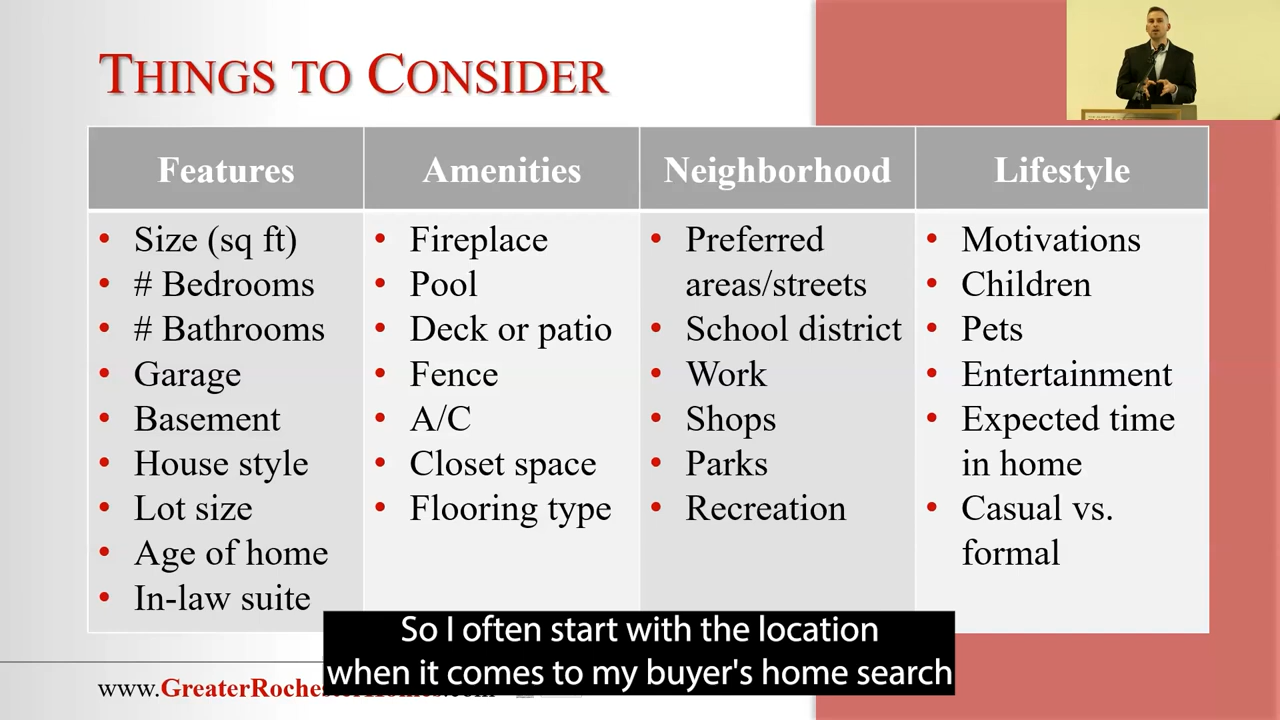 THINGS TO CONSIDER
Features
Amenities
Neighborhood
Lifestyle
• Size (sq ft)
• # Bedrooms
• # Bathrooms
• Garage
• Basement
• House style
• Lot size
• Age of home
• In-law suite
• Fireplace
• Pool
• Deck or patio
• Fence
• A/C
• Closet space
• Flooring type
• Preferred
areas/streets
• School district
• Work
• Shops
• Parks
• Recreation
• Motivations
• Children
• Pets
• Entertainment
• Expected time
in home
• Casual vs.
formal
So I often start with the location
when it comes to my buyer's home search
www.GreaterRochesterHomes.com